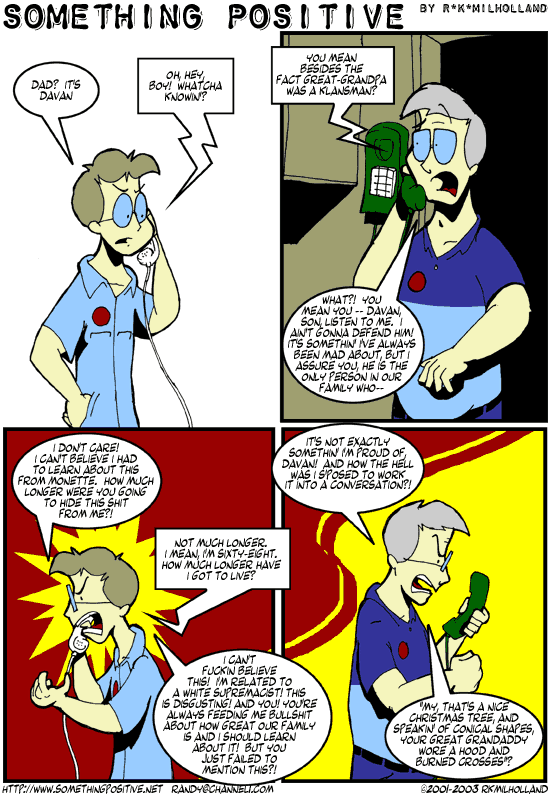 SOMETHING POSITIVE BY R*K*MILHOLLAND
DAD? IT'S
DAVAN
OH, HEY,
BOY! WHATCHA
KNOWIN'?
YOU MEAN
BESIDES THE
FACT GREAT-GRANDPA
WAS A KLANSMAN?
WHAT?! YOU
MEAN YOU -- DAVAN,
SON, LISTEN TO ME. I
AIN'T GONNA DEFEND HIM!
IT'S SOMETHIN' I'VE ALWAYS
BEEN MAD ABOUT, BUT I
ASSURE YOU, HE IS THE
ONLY PERSON IN OUR
FAMILY WHO--
I DON'T CARE!
I CAN'T BELIEVE I HAD
TO LEARN ABOUT THIS
FROM MONETTE. HOW MUCH
LONGER WERE YOU GOING
TO HIDE THIS SHIT
FROM ME?!
NOT MUCH LONGER.
I MEAN, I'M SIXTY-EIGHT.
HOW MUCH LONGER HAVE
I GOT TO LIVE?
I CAN'T
FUCKIN' BELIEVE
THIS! I'M RELATED TO
A WHITE SUPREMACIST! THIS
IS DISGUSTING! AND YOU! YOU'RE
ALWAYS FEEDING ME BULLSHIT
ABOUT HOW GREAT OUR FAMILY
IS AND I SHOULD LEARN
ABOUT IT! BUT YOU
JUST FAILED TO
MENTION THIS?!
IT'S NOT EXACTLY
SOMETHIN' I'M PROUD OF,
DAVAN! AND HOW THE HELL
WAS I S'POSED TO WORK
IT INTO A CONVERSATION?!
"MY, THAT'S A NICE
CHRISTMAS TREE, AND
SPEAKIN' OF CONICAL SHAPES,
YOUR GREAT GRANDADDY
WORE A HOOD AND
BURNED CROSSES"?
HTTP://WWW.SOMETHINGPOSITIVE.NET RANDY@CHANNEL1.COM ©2001-2003 RKMILHOLLAND